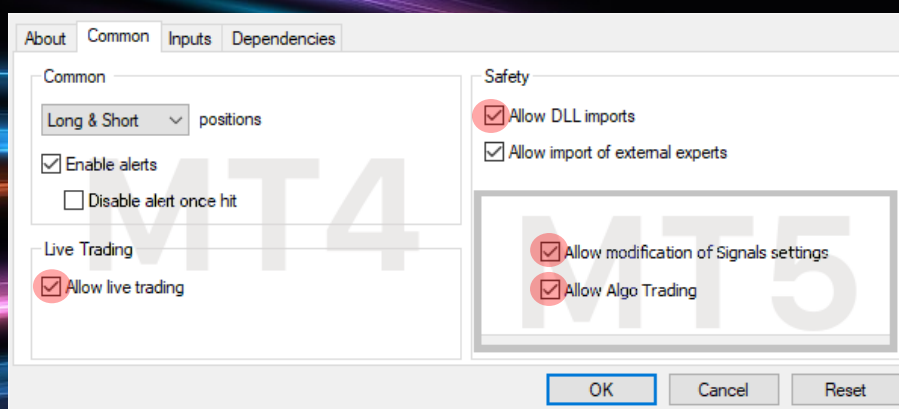 About Common Inputs Dependencies
Common
Long & Short positions
Enable alerts
Disable alert once hit
MT4
Live Trading
Allow live trading
Safety
Allow DLL imports
Allow import of external experts
MT5
Allow modification of Signals settings
Allow Algo Trading
OK Cancel Reset